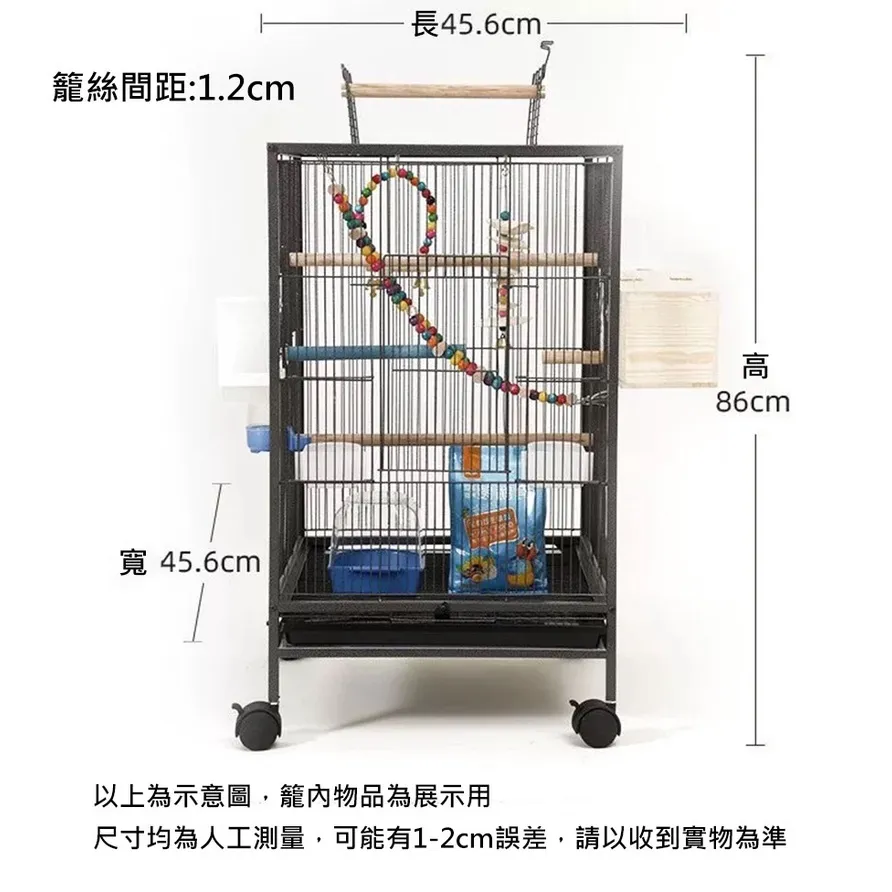 長45.6cm
籠絲間距:1.2cm
高
86cm
寬 45.6cm
以上為示意圖，籠內物品為展示用
尺寸均為人工測量，可能有1-2cm誤差，請以收到實物為準